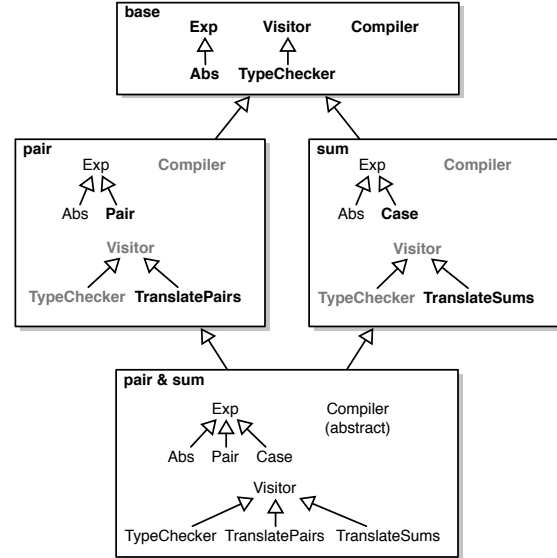 base
Exp Visitor Compiler
Abs TypeChecker
pair
Exp Compiler
Abs Pair
Visitor
TypeChecker TranslatePairs
sum
Exp Compiler
Abs Case
Visitor
TypeChecker TranslateSums
pair & sum
Exp Compiler
(abstract)
Abs Pair Case
Visitor
TypeChecker TranslatePairs TranslateSums